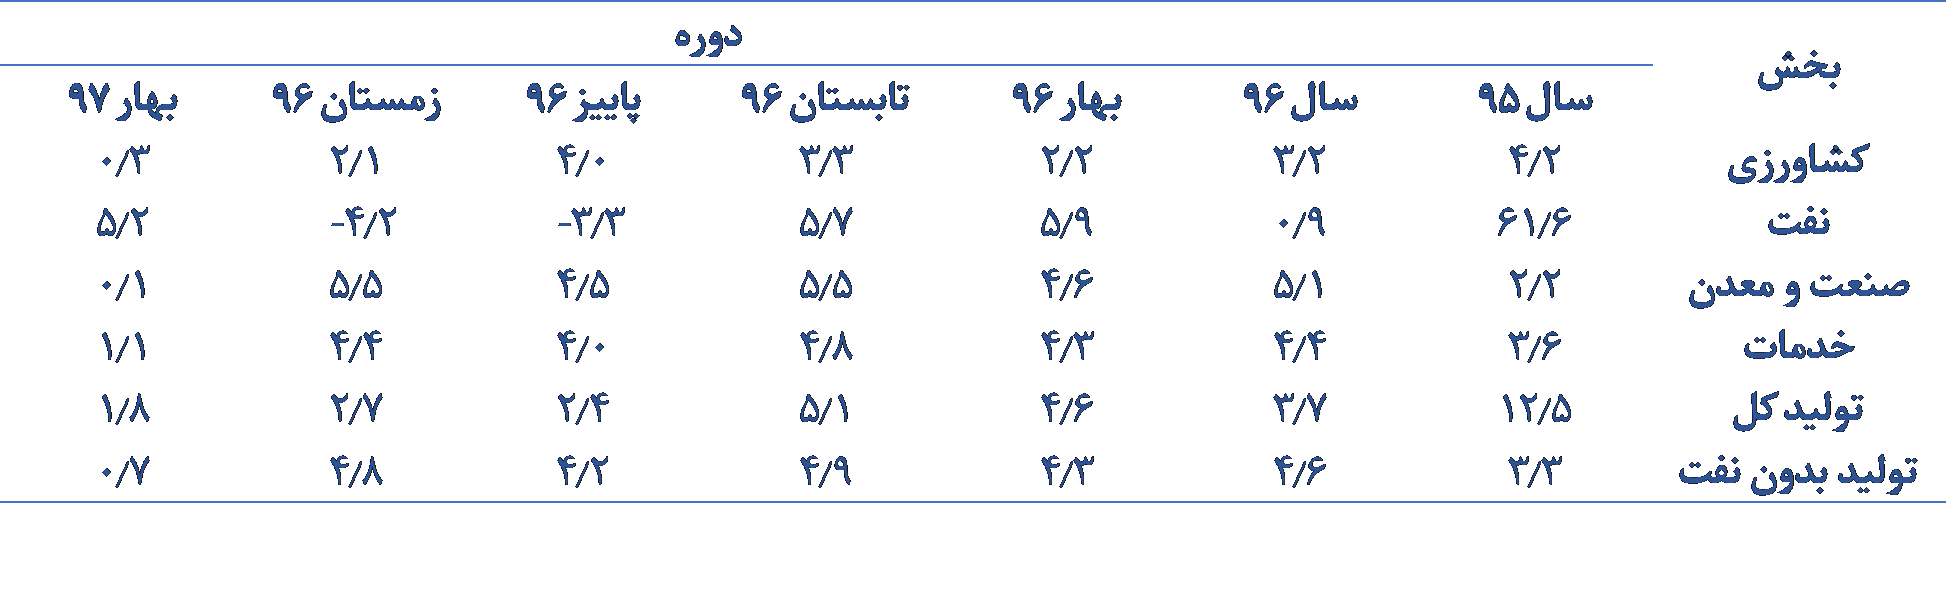 بخش دوره
سال ۹۵ سال ۹۶ بهار ۹۶ تابستان ۹۶ پاییز ۹۶ زمستان ۹۶ بهار ۹۷
کشاورزی ۴/۲ ۳/۲ ۲/۲ ۳/۳ ۴/۰ ۲/۱ ۰/۳
نفت ۶۱/۶ ۰/۹ ۵/۹ ۵/۷ -۳/۳ -۴/۲ ۵/۲
صنعت و معدن ۲/۲ ۵/۱ ۴/۶ ۵/۵ ۴/۵ ۵/۵ ۰/۱
خدمات ۳/۶ ۴/۴ ۴/۳ ۴/۸ ۴/۰ ۴/۴ ۱/۱
تولید کل ۱۲/۵ ۳/۷ ۴/۶ ۵/۱ ۲/۴ ۲/۷ ۱/۸
تولید بدون نفت ۳/۳ ۴/۶ ۴/۳ ۴/۹ ۴/۲ ۴/۸ ۰/۷